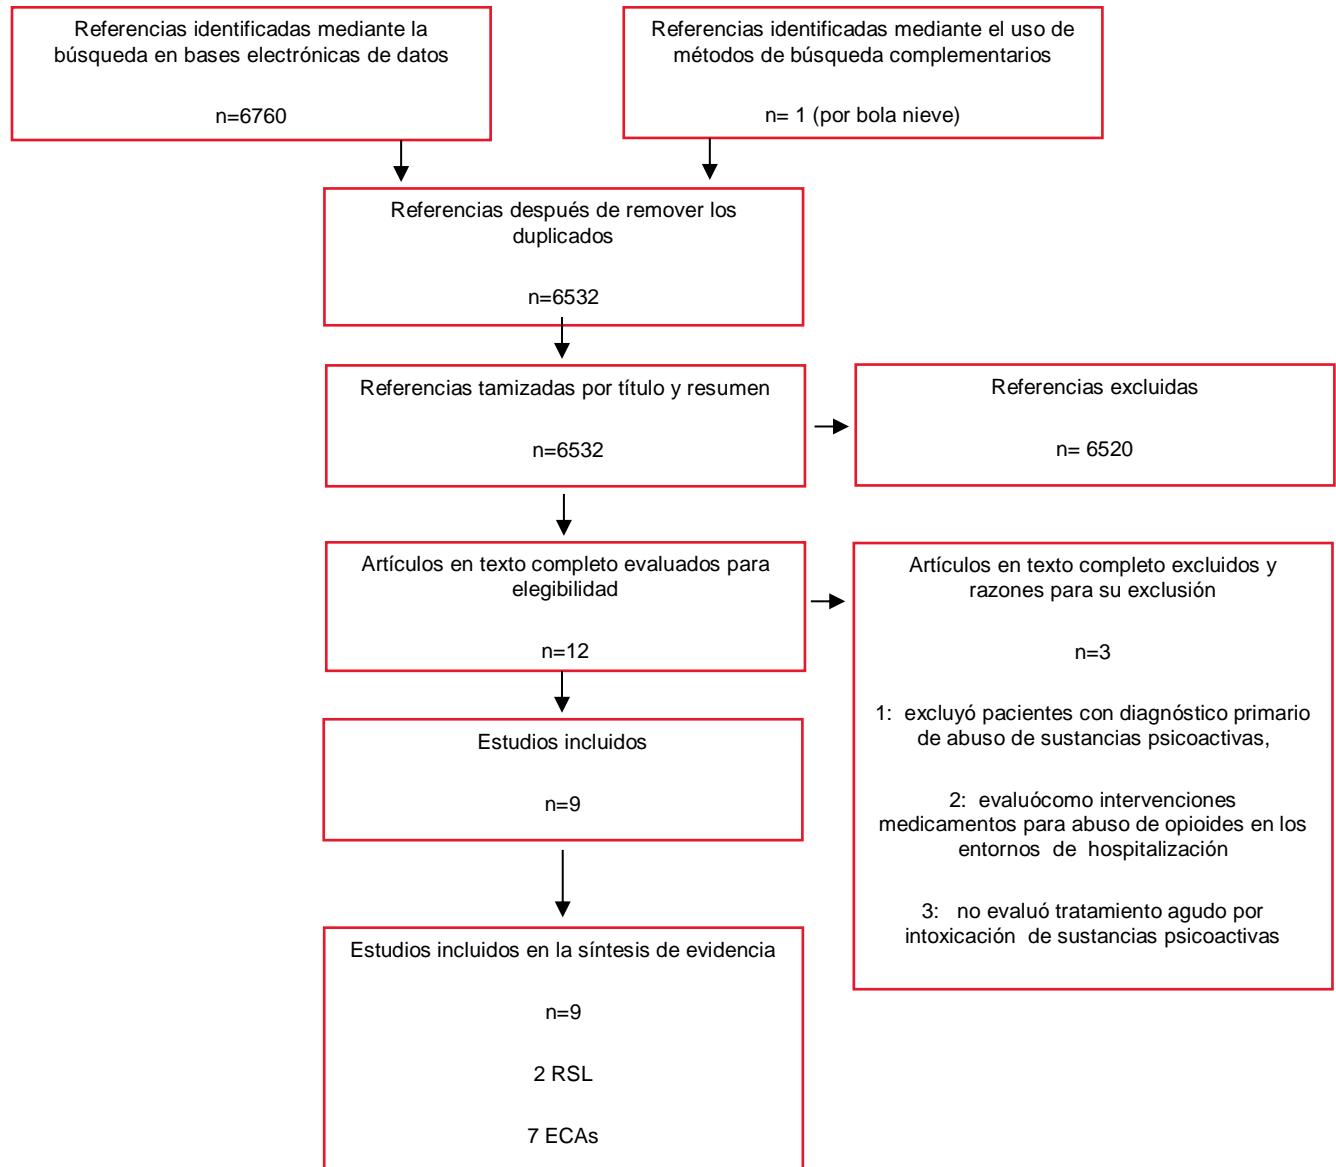 Referencias identificadas mediante la
búsqueda en bases electrónicas de datos
n=6760
Referencias identificadas mediante el uso de
métodos de búsqueda complementarios
n= 1 (por bola nieve)
Referencias después de remover los
duplicados
n=6532
Referencias tamizadas por título y resumen
n=6532
Referencias excluidas
n= 6520
Artículos en texto completo evaluados para
elegibilidad
n=12
Artículos en texto completo excluidos y
razones para su exclusión
n=3
1: excluyó pacientes con diagnóstico primario
de abuso de sustancias psicoactivas,
2: evaluócomo intervenciones
medicamentos para abuso de opioides en los
entornos de hospitalización
3: no evaluó tratamiento agudo por
intoxicación de sustancias psicoactivas
Estudios incluidos
n=9
Estudios incluidos en la síntesis de evidencia
n=9
2 RSL
7 ECAs